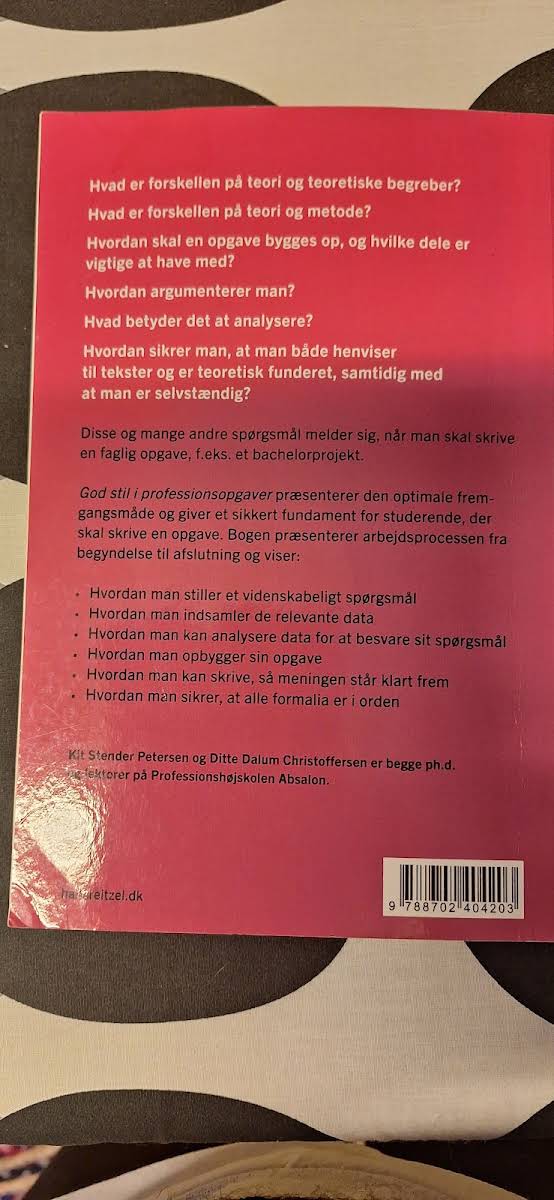 Hvad er forskellen på teori og teoretiske begreber?
Hvad er forskellen på teori og metode?
Hvordan skal en opgave bygges op, og hvilke dele er
vigtige at have med?
Hvordan argumenterer man?
Hvad betyder det at analysere?
Hvordan sikrer man, at man både henviser
til tekster og er teoretisk funderet, samtidig med
at man er selvstændig?
Disse og mange andre spørgsmål melder sig, når man skal skrive
en faglig opgave, f.eks. et bachelorprojekt.
God stil i professionsopgaver præsenterer den optimale frem-
gangsmåde og giver et sikkert fundament for studerende, der
skal skrive en opgave. Bogen præsenterer arbejdsprocessen fra
begyndelse til afslutning og viser:
• Hvordan man stiller et videnskabeligt spørgsmål
• Hvordan man indsamler de relevante data
• Hvordan man kan analysere data for at besvare sit spørgsmål
• Hvordan man opbygger sin opgave
• Hvordan man kan skrive, så meningen står klart frem
• Hvordan man sikrer, at alle formalia er i orden
Kit Stender Petersen og Ditte Dalum Christoffersen er begge ph.d.
og lektorer på Professionshøjskolen Absalon.
hansreitzel.dk
9 788702 404203